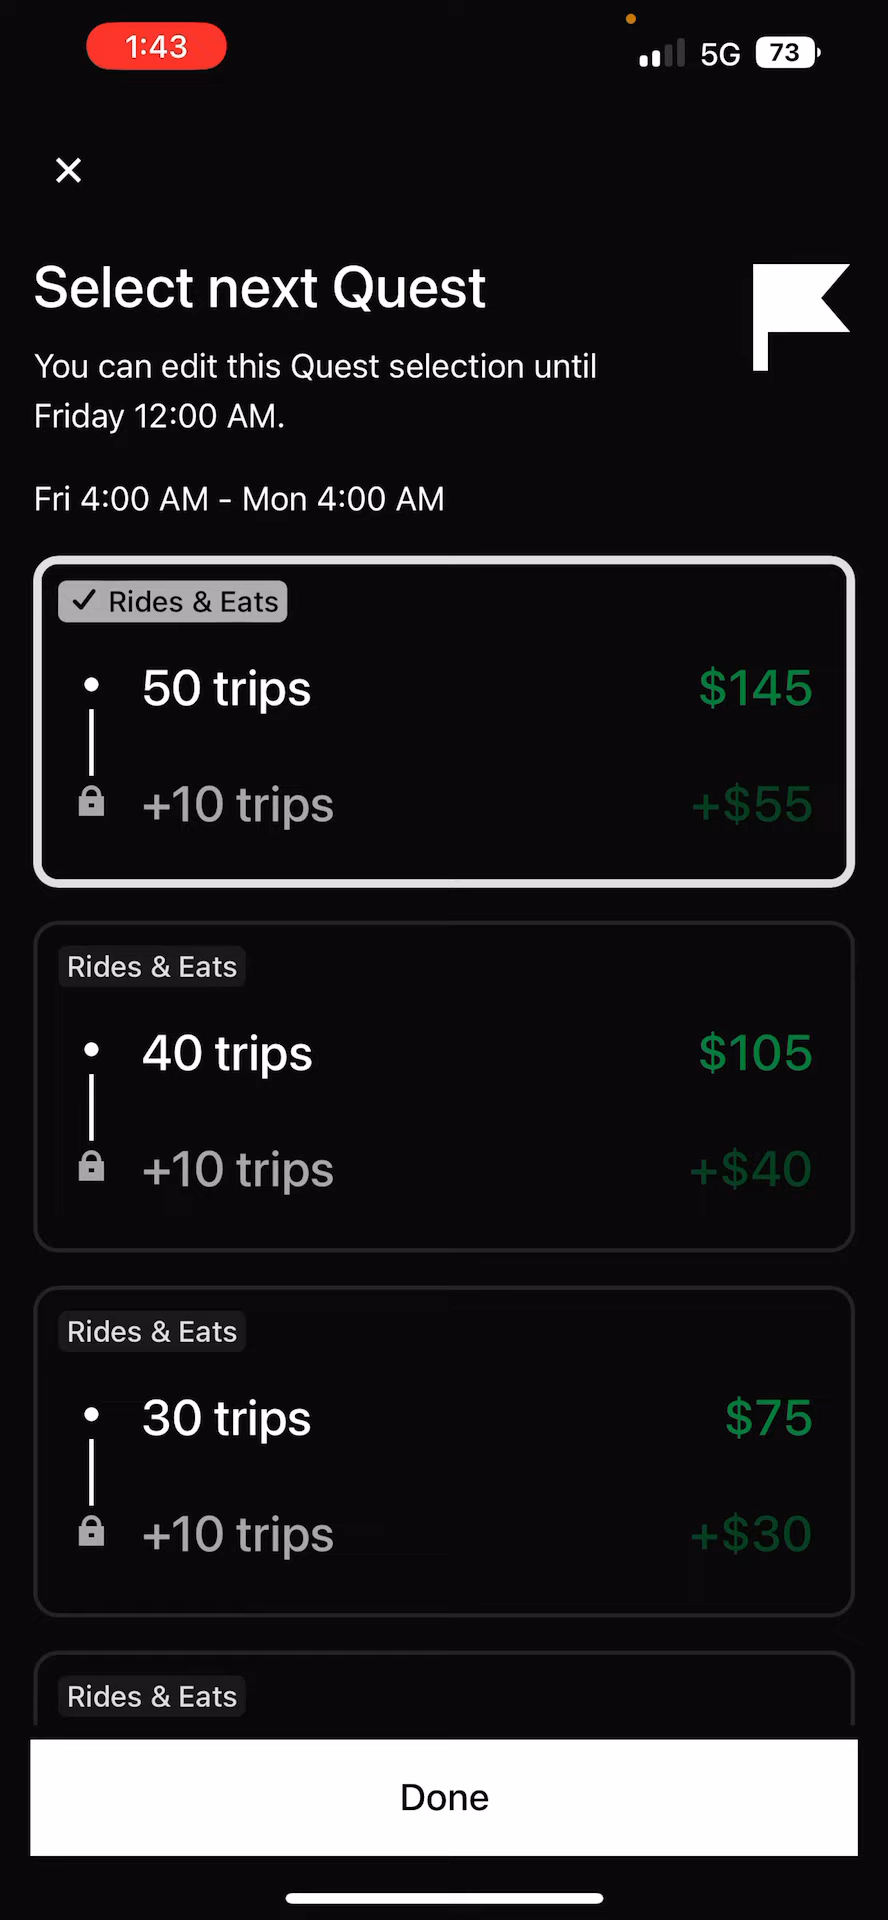 1:43
5G 73
Select next Quest
You can edit this Quest selection until
Friday 12:00 AM.
Fri 4:00 AM - Mon 4:00 AM
Rides & Eats
50 trips $145
+10 trips +$55
Rides & Eats
40 trips $105
+10 trips +$40
Rides & Eats
30 trips $75
+10 trips +$30
Rides & Eats
Done